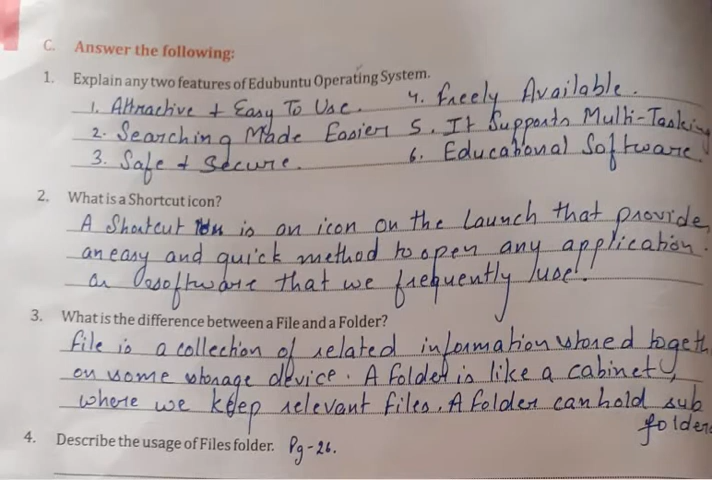 C. Answer the following:
1. Explain any two features of Edubuntu Operating System.
1. Attractive + Easy To Use. 4. freely Available.
2. Searching Made Easier 5. It Supports Multi-Tasking
3. Safe + Secure. 6. Educational Software
2. What is a Shortcut icon?
A Shortcut is an icon on the Launch that provide
an easy and quick method to open any application.
or software that we frequently use.
3. What is the difference between a File and a Folder?
file is a collection of related information stored togeth
on some storage device. A folder is like a cabinet,
where we keep relevant files. A folder can hold sub
folders
4. Describe the usage of Files folder. Pg-26.